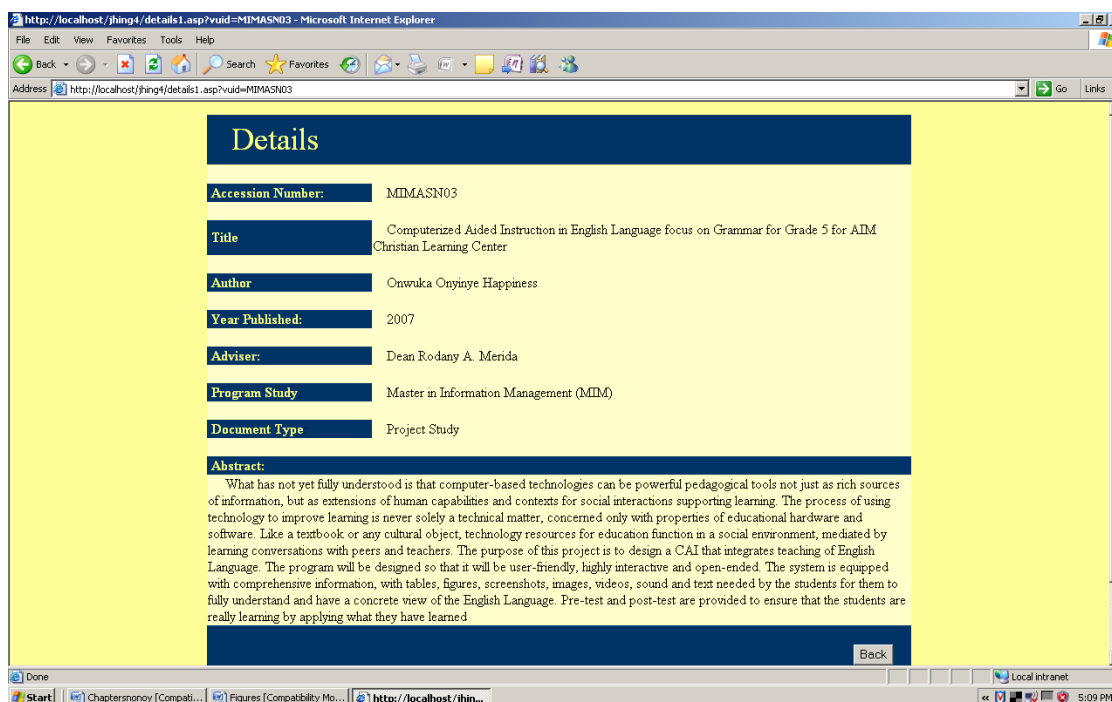 http://localhost/jhing4/details1.asp?vuid=MIMASN03 - Microsoft Internet Explorer
File Edit View Favorites Tools Help
Back Search Favorites
Address http://localhost/jhing4/details1.asp?vuid=MIMASN03 Go Links
Details
Accession Number: MIMASN03
Title Computerized Aided Instruction in English Language focus on Grammar for Grade 5 for AIM
Christian Learning Center
Author Onwuka Onyinye Happiness
Year Published: 2007
Adviser: Dean Rodany A. Merida
Program Study Master in Information Management (MIM)
Document Type Project Study
Abstract:
What has not yet fully understood is that computer-based technologies can be powerful pedagogical tools not just as rich sources
of information, but as extensions of human capabilities and contexts for social interactions supporting learning. The process of using
technology to improve learning is never solely a technical matter, concerned only with properties of educational hardware and
software. Like a textbook or any cultural object, technology resources for education function in a social environment, mediated by
learning conversations with peers and teachers. The purpose of this project is to design a CAI that integrates teaching of English
Language. The program will be designed so that it will be user-friendly, highly interactive and open-ended. The system is equipped
with comprehensive information, with tables, figures, screenshots, images, videos, sound and text needed by the students for them to
fully understand and have a concrete view of the English Language. Pre-test and post-test are provided to ensure that the students are
really learning by applying what they have learned
Back
Done Local intranet
Start Chaptersnonoy [Compati... Figures [Compatibility Mo... http://localhost/jhin... « 5:09 PM